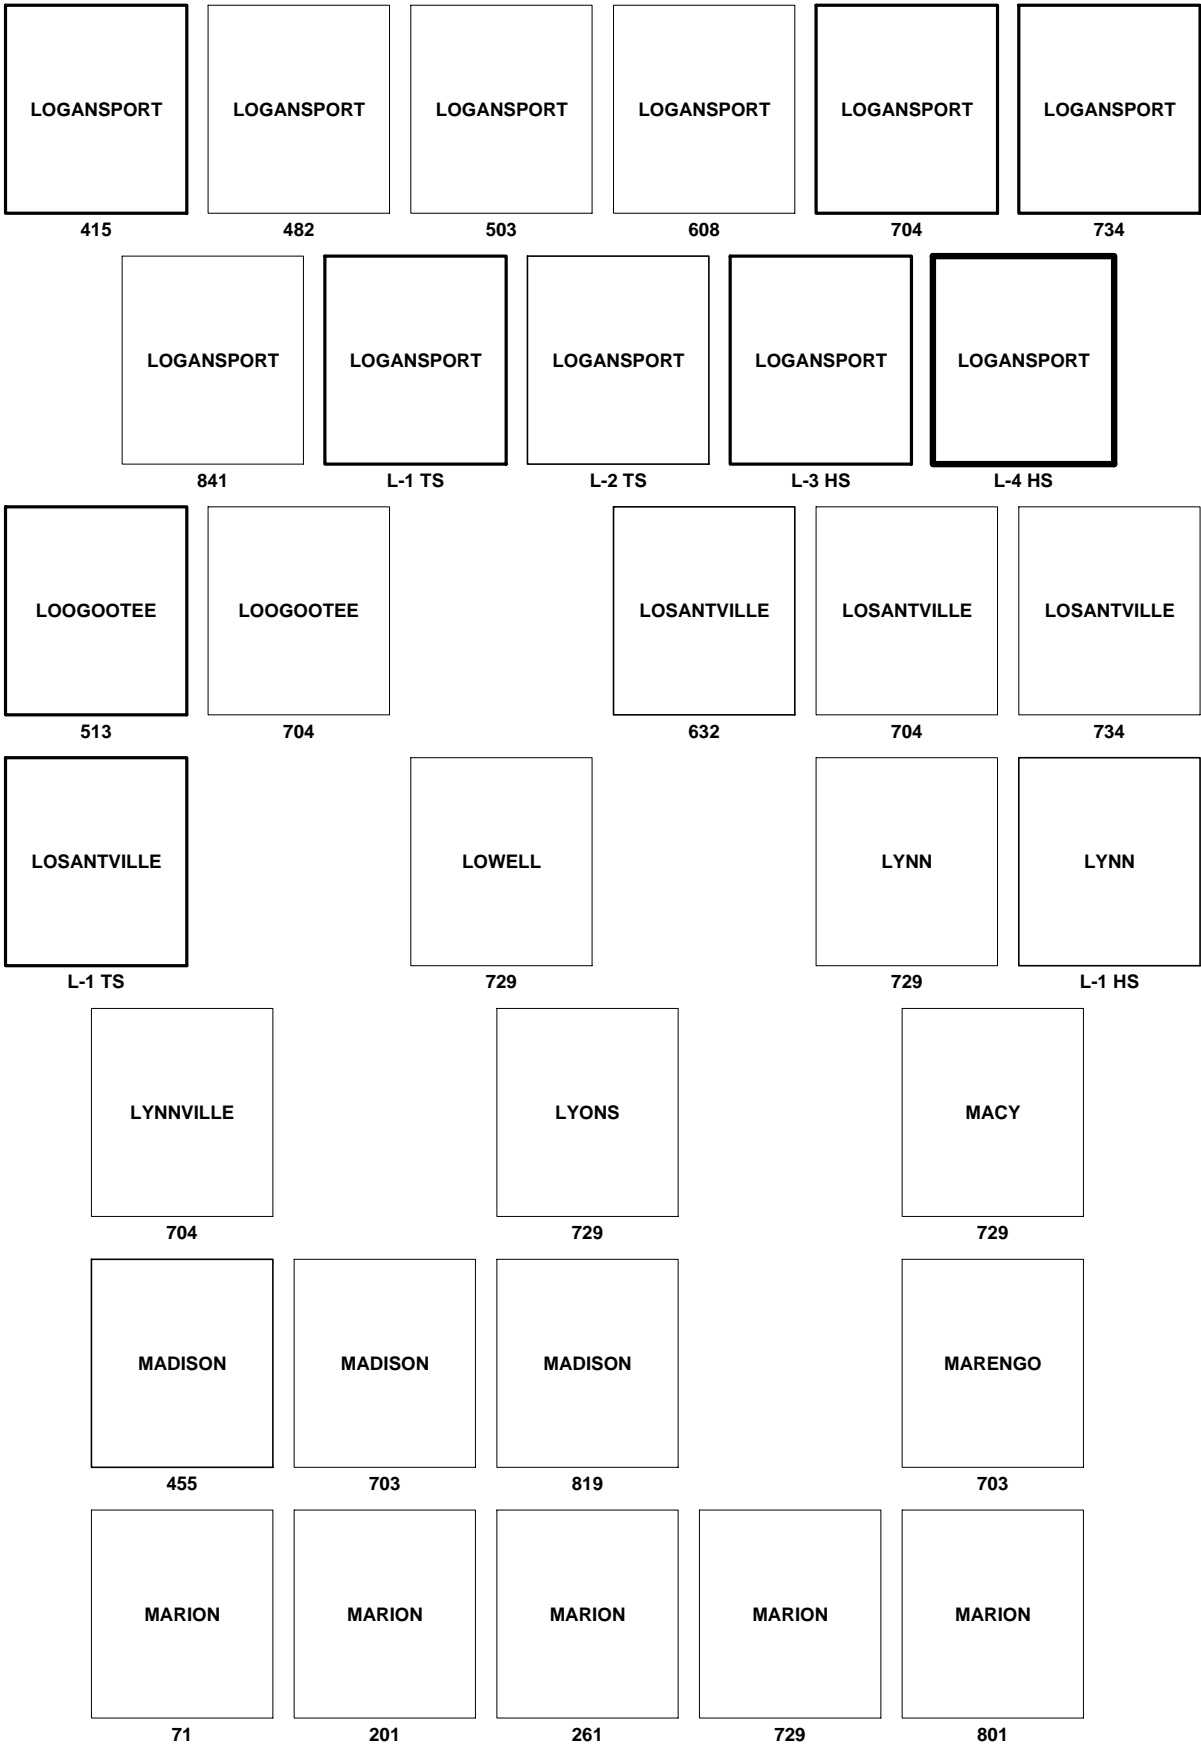 LOGANSPORT LOGANSPORT LOGANSPORT LOGANSPORT LOGANSPORT LOGANSPORT
415 482 503 608 704 734
LOGANSPORT LOGANSPORT LOGANSPORT LOGANSPORT LOGANSPORT
841 L-1 TS L-2 TS L-3 HS L-4 HS
LOOGOOTEE LOOGOOTEE LOSANTVILLE LOSANTVILLE LOSANTVILLE
513 704 632 704 734
LOSANTVILLE LOWELL LYNN LYNN
L-1 TS 729 729 L-1 HS
LYNNVILLE LYONS MACY
704 729 729
MADISON MADISON MADISON MARENGO
455 703 819 703
MARION MARION MARION MARION MARION
71 201 261 729 801